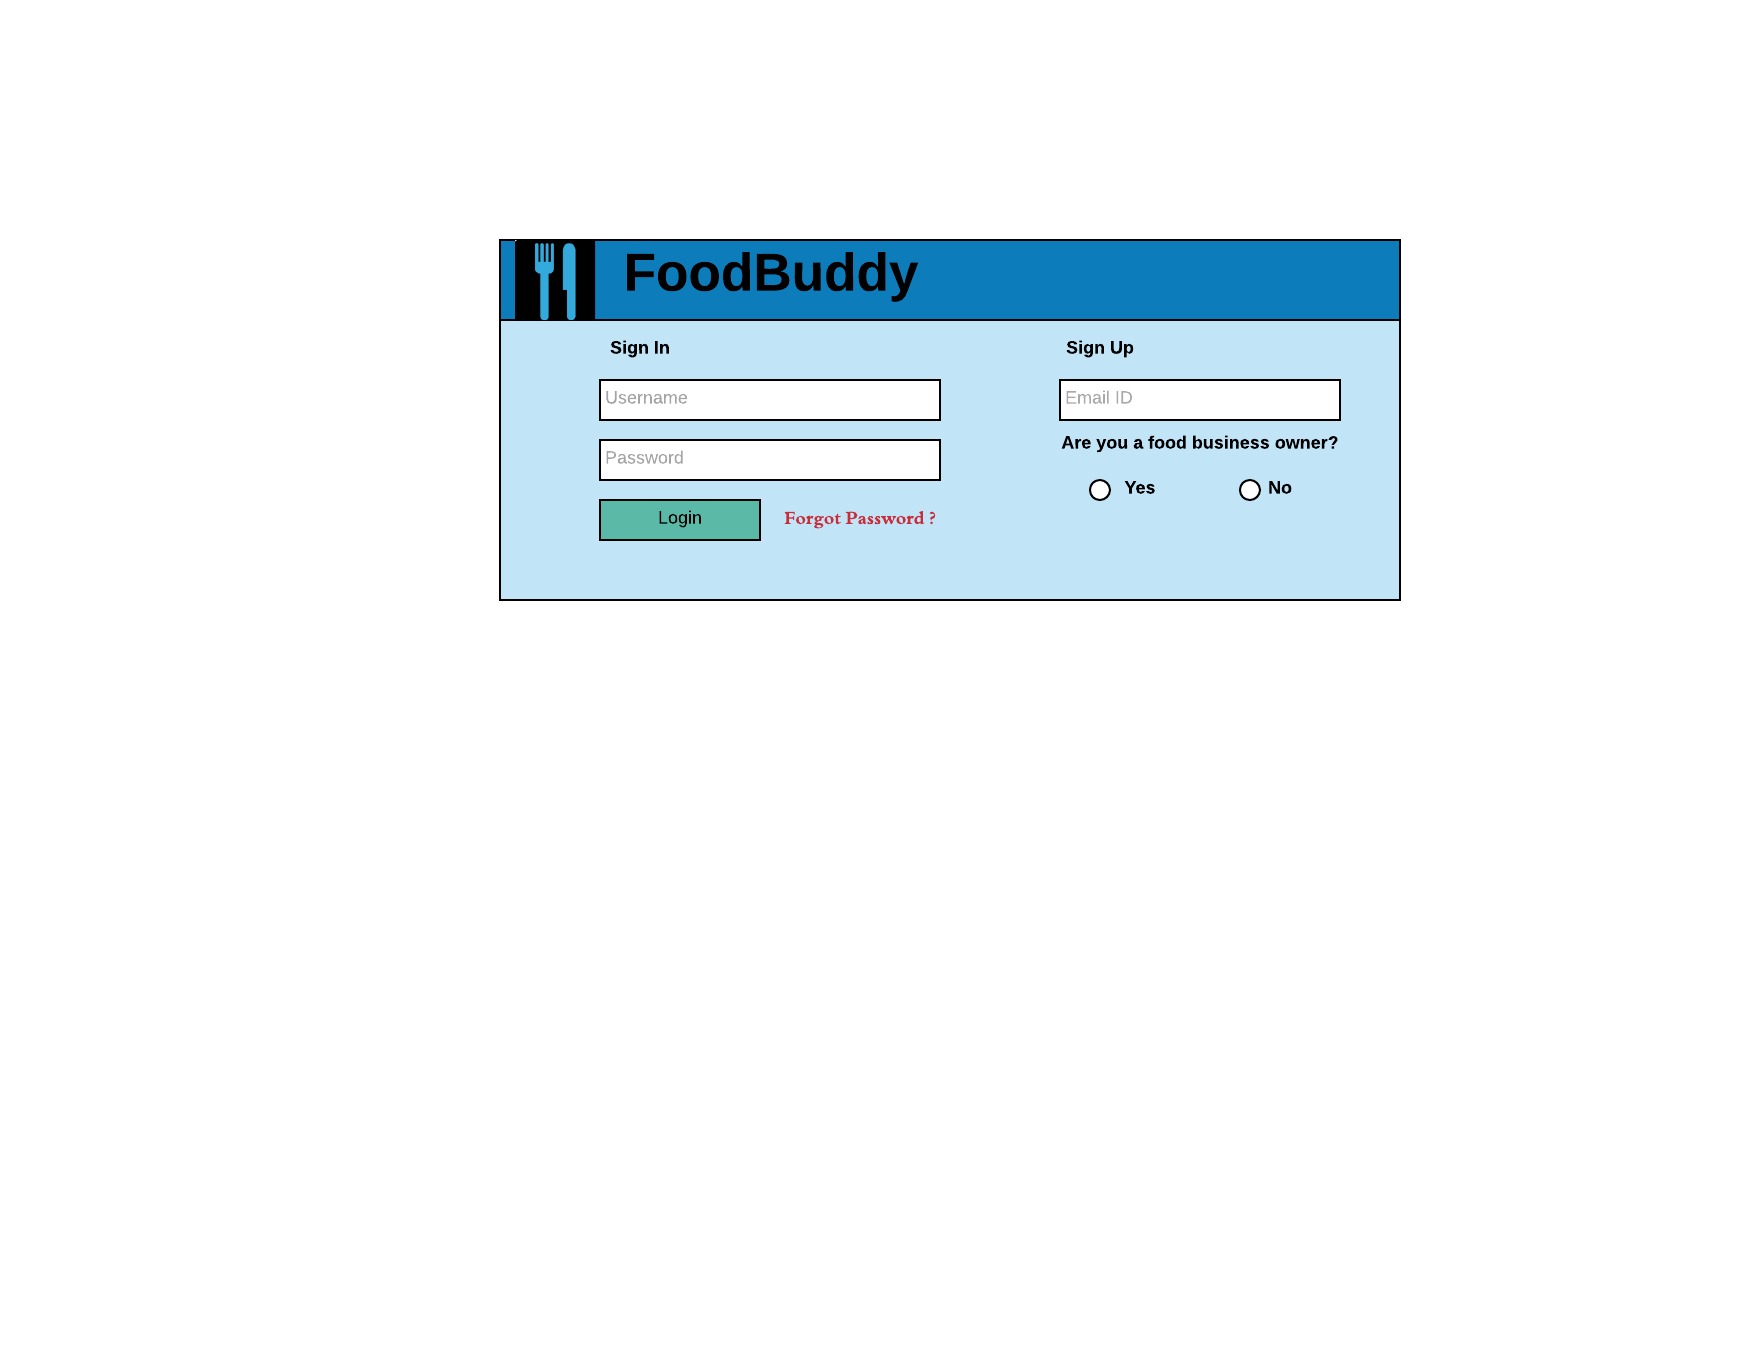 FoodBuddy
Sign In
Username
Password
Login
Forgot Password ?
Sign Up
Email ID
Are you a food business owner?
Yes
No